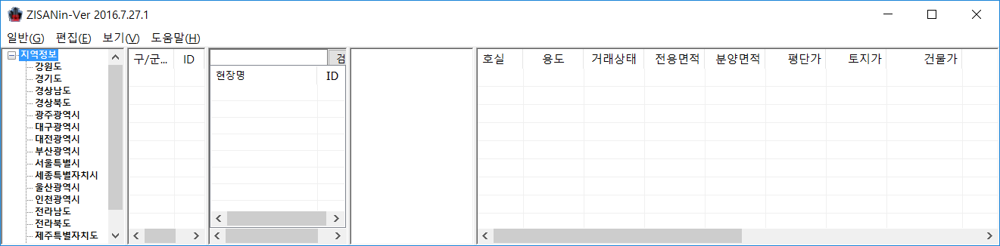 ZISANin-Ver 2016.7.27.1
일반(G) 편집(E) 보기(V) 도움말(H)
지역정보
강원도
경기도
경상남도
경상북도
광주광역시
대구광역시
대전광역시
부산광역시
서울특별시
세종특별자치시
울산광역시
인천광역시
전라남도
전라북도
제주특별자치도
구/군... ID
검
현장명 ID
호실 용도 거래상태 전용면적 분양면적 평단가 토지가 건물가